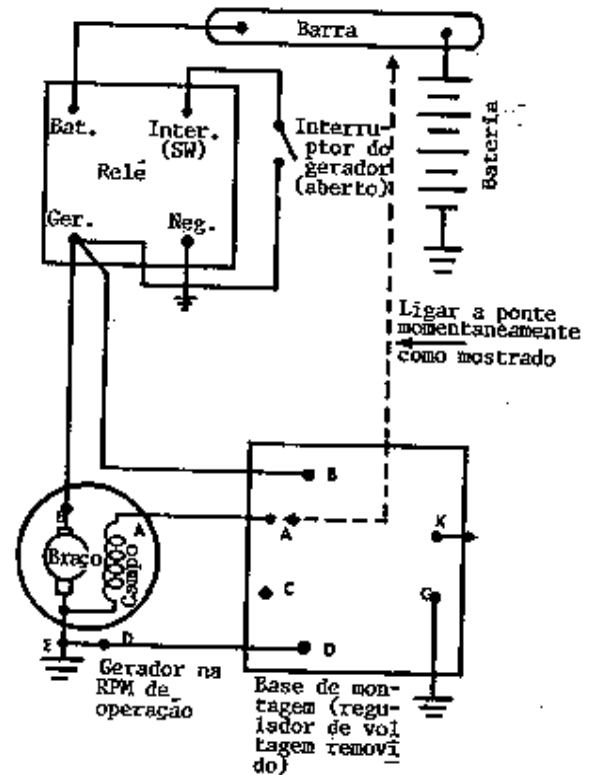 Barra
Bat.
Inter.
(SW)
Relé
Ger.
Neg.
Interru-
ptor do
gerador
(aberto)
Bateria
Ligar a ponte
momentaneamente
como mostrado
B
A
K
C
G
D
B
A
Braço
Campo
E
D
Gerador na
RPM de
operação
Base de mon-
tagem (regu-
lador de vol
tagem removi
do)